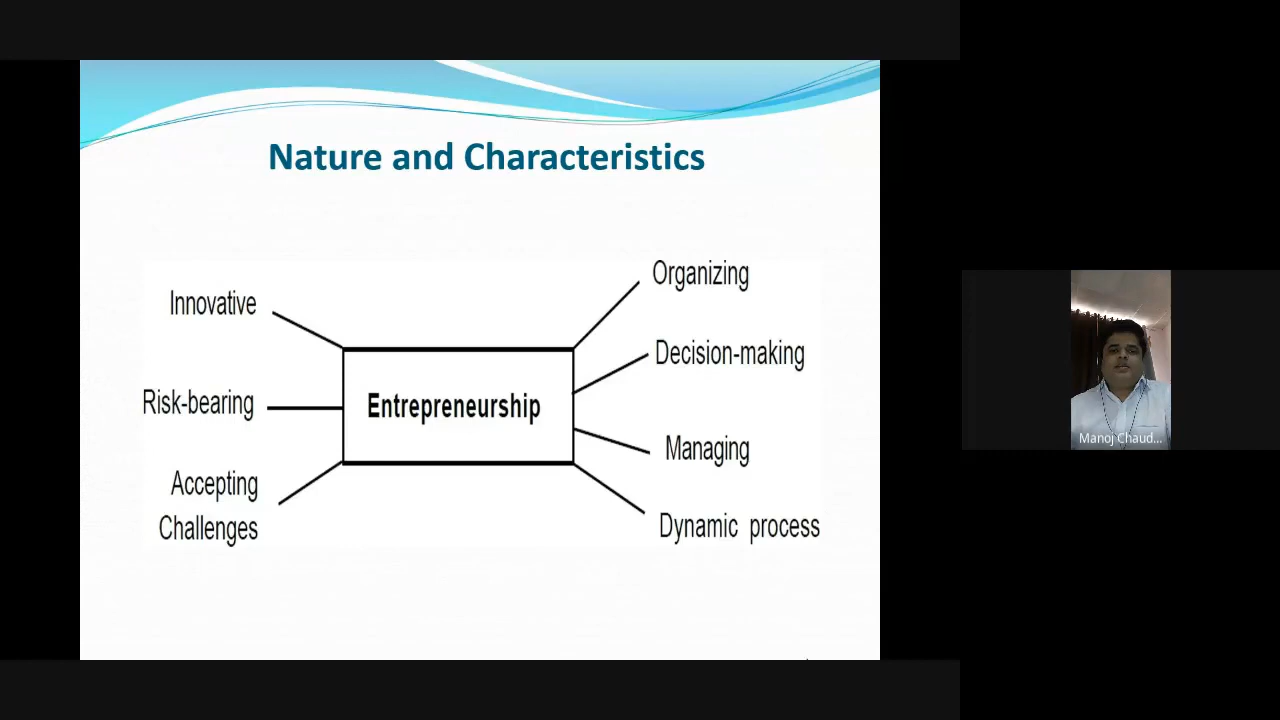 Nature and Characteristics
Innovative
Risk-bearing
Accepting
Challenges
Entrepreneurship
Organizing
Decision-making
Managing
Dynamic process
Manoj Chaud...